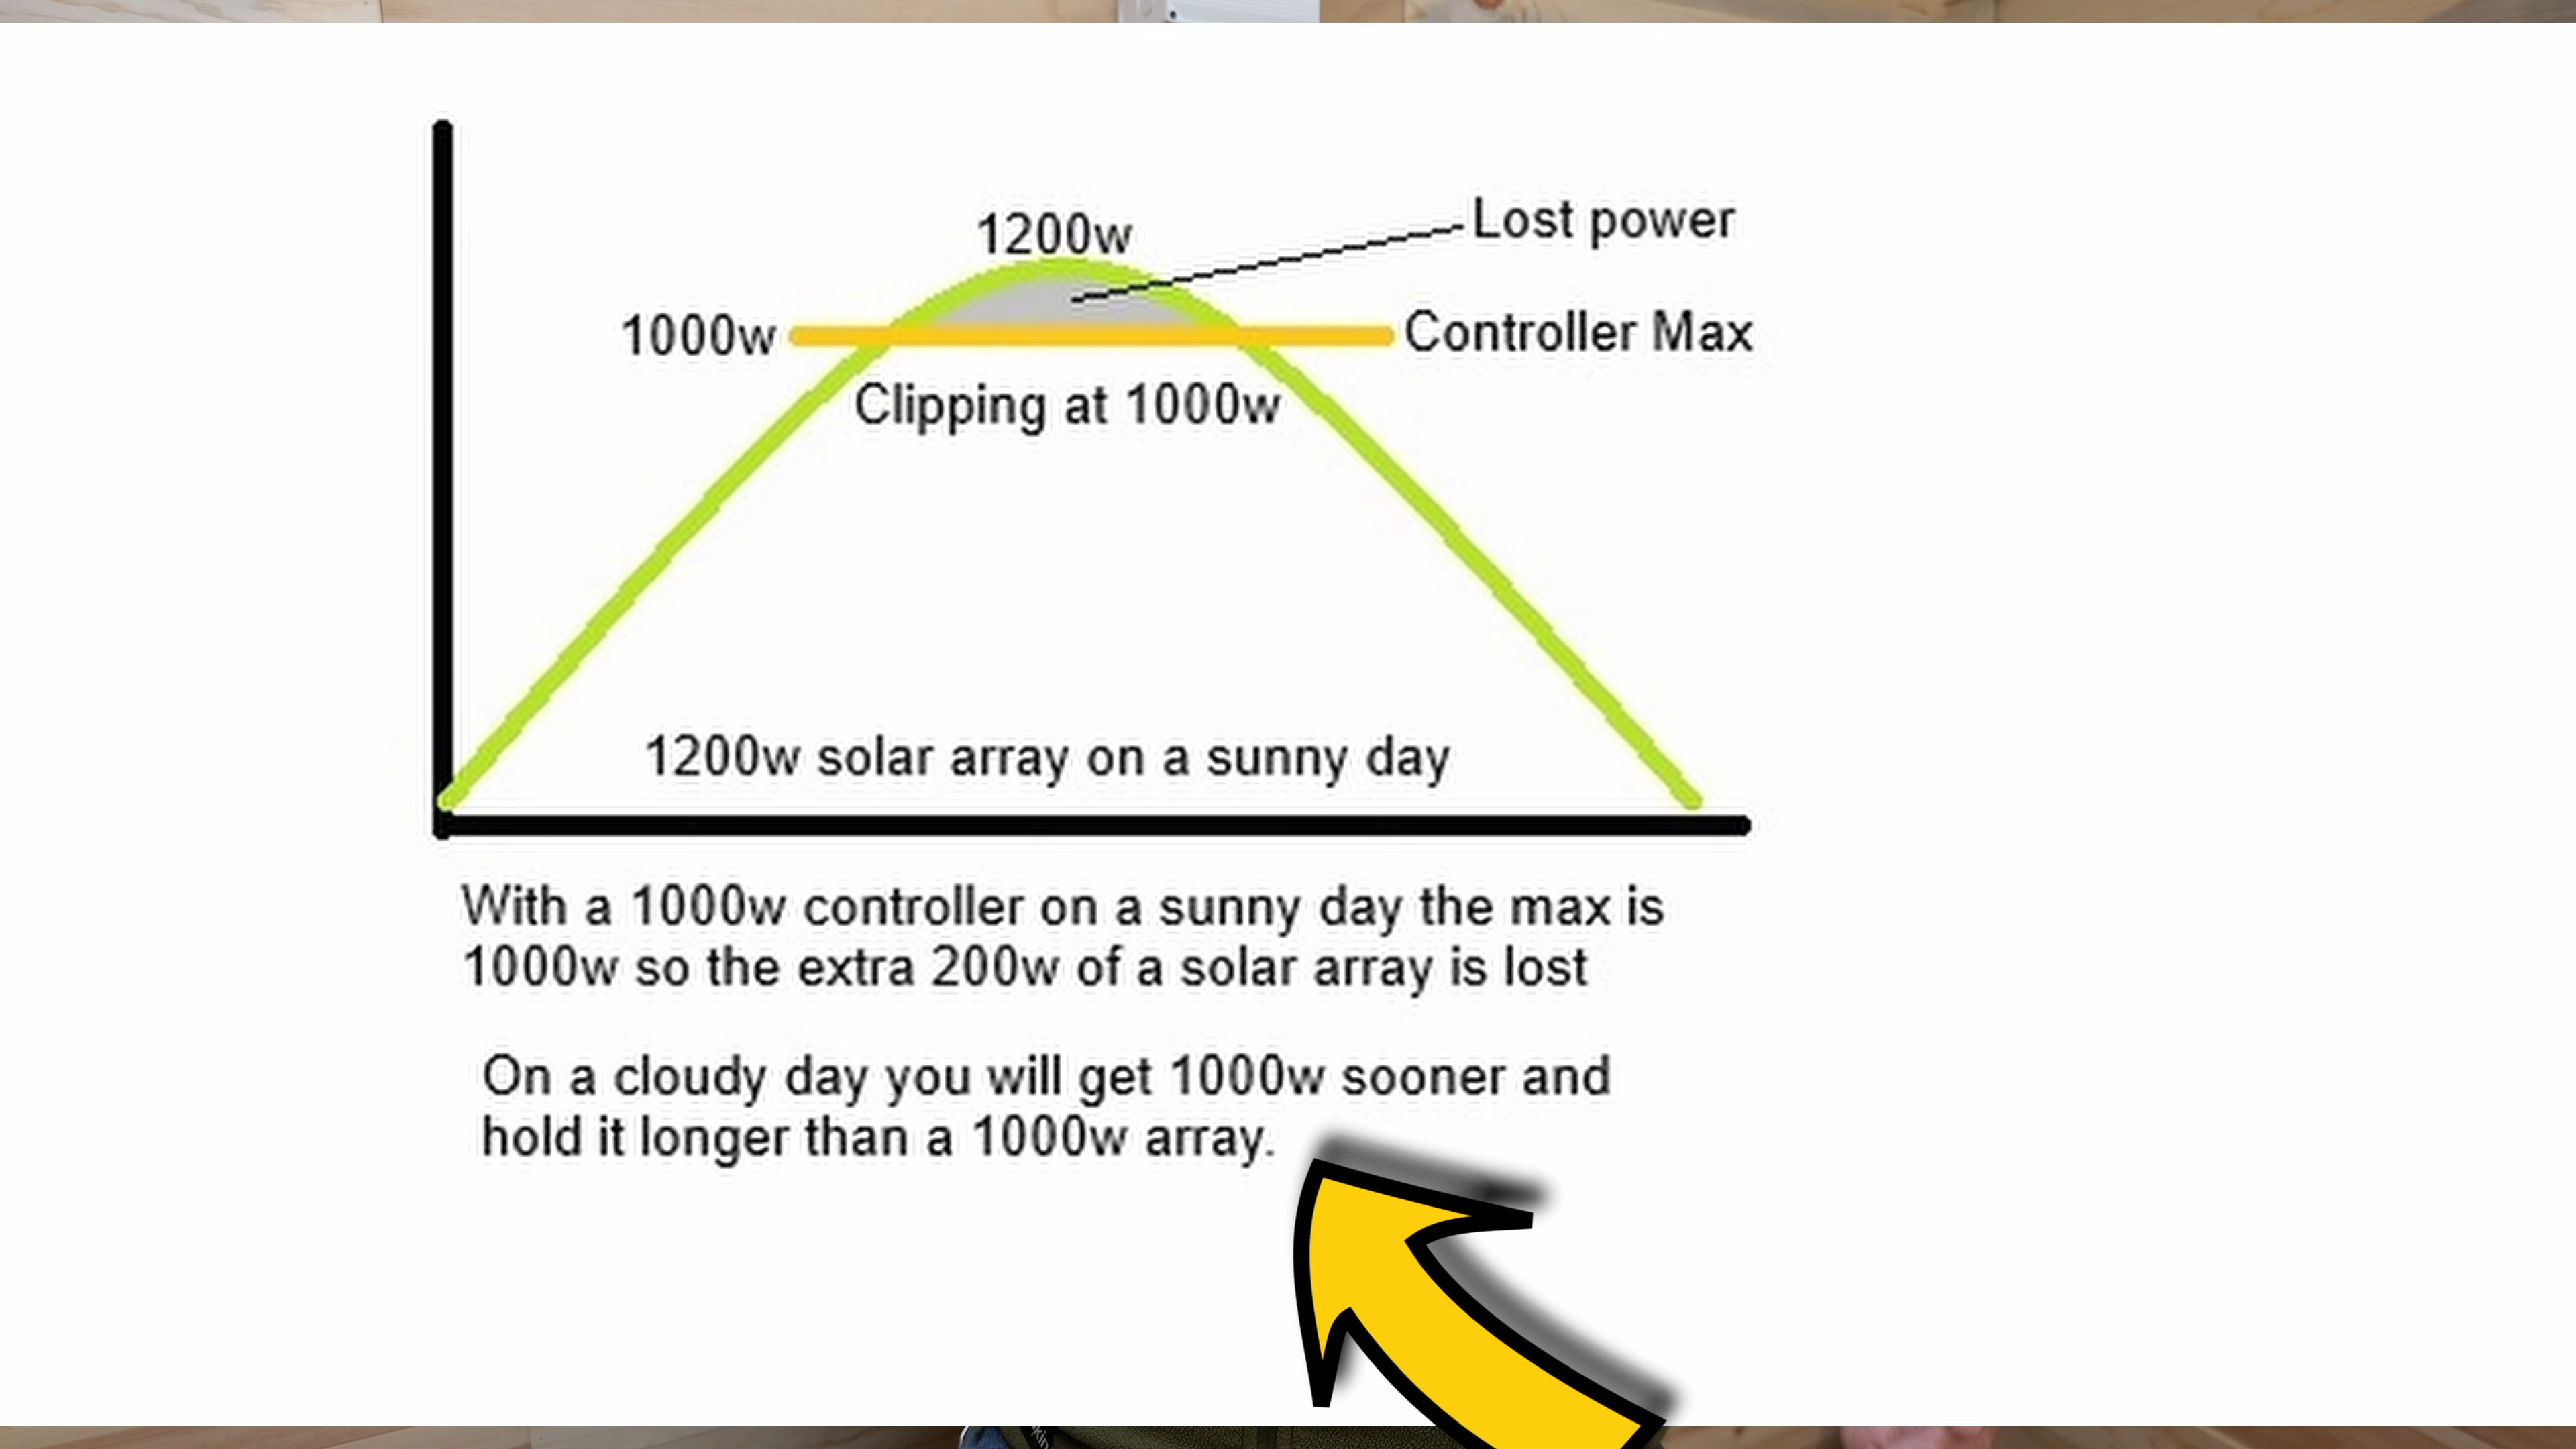 1200w
Lost power
1000w
Controller Max
Clipping at 1000w
1200w solar array on a sunny day
With a 1000w controller on a sunny day the max is
1000w so the extra 200w of a solar array is lost
On a cloudy day you will get 1000w sooner and
hold it longer than a 1000w array.